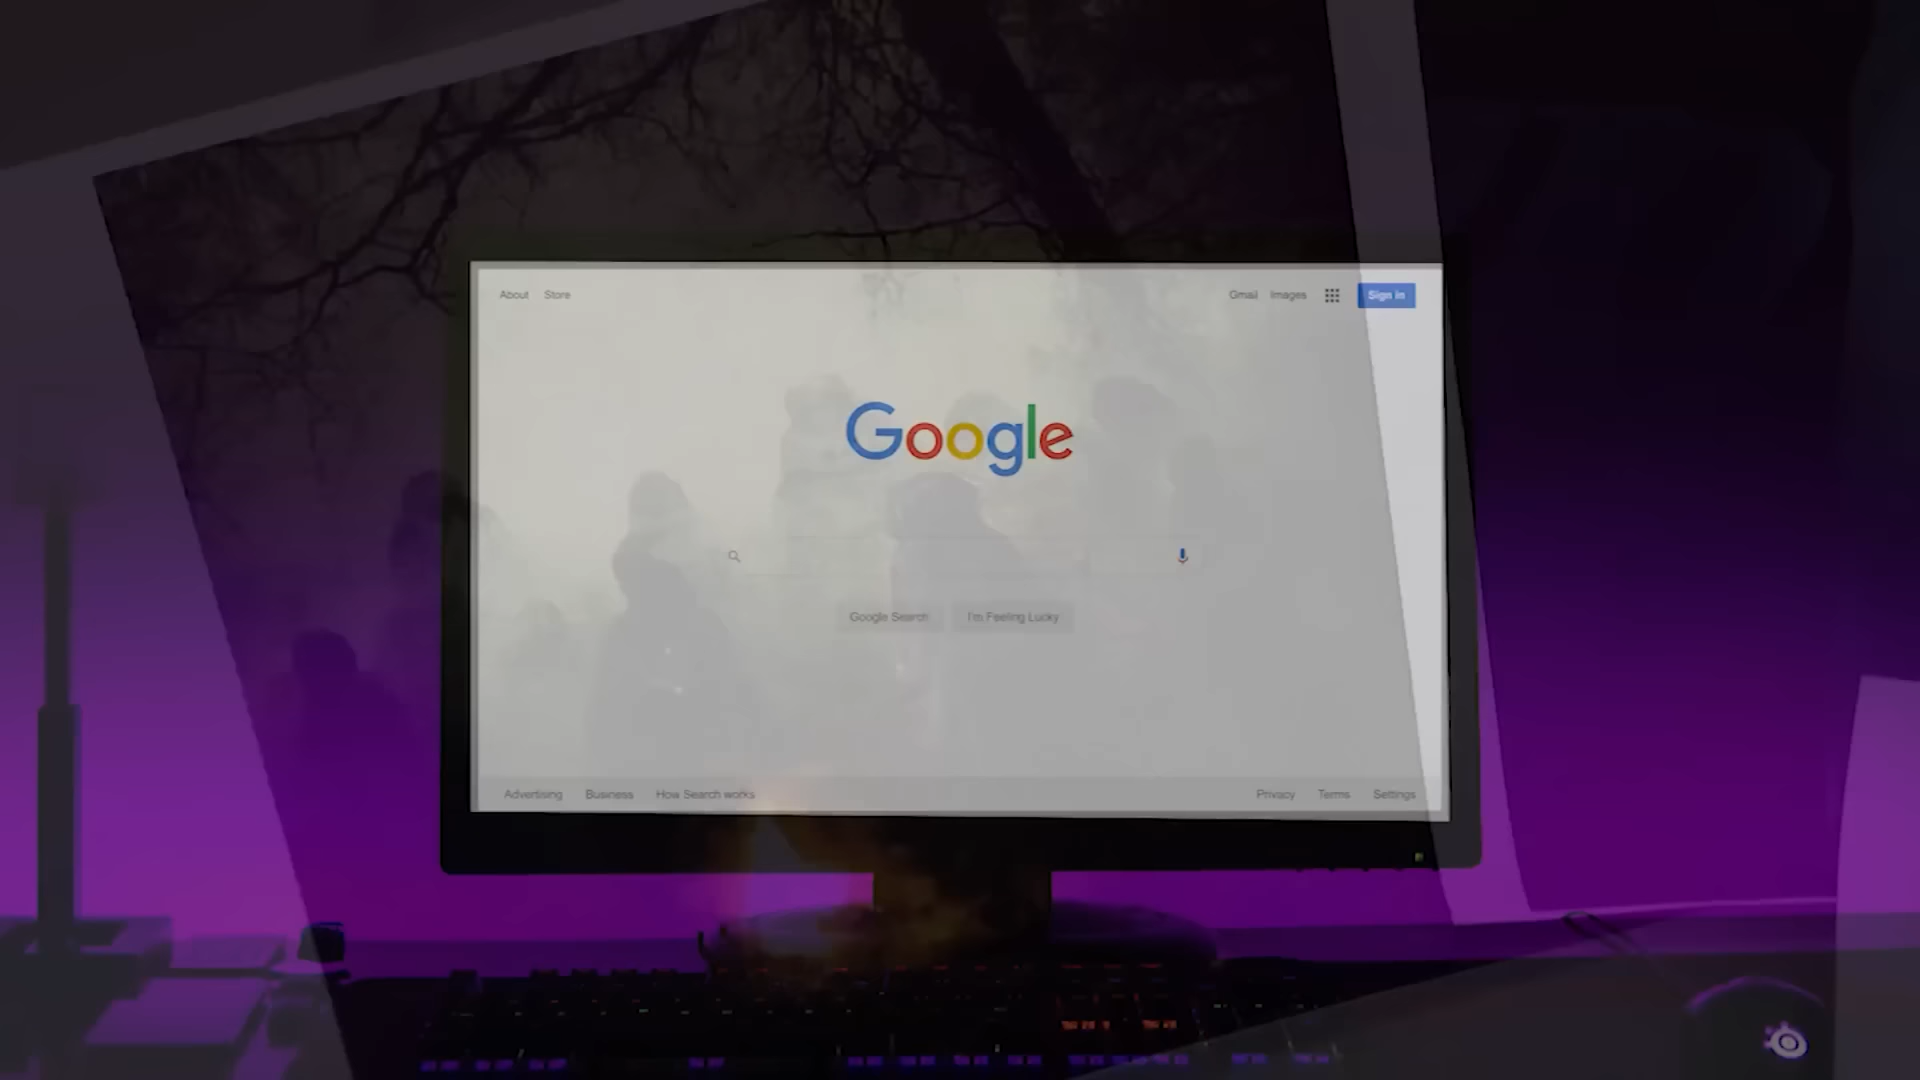 About Store Gmail Images Sign in
Google
Google Search I'm Feeling Lucky
Advertising Business How Search works Privacy Terms Settings